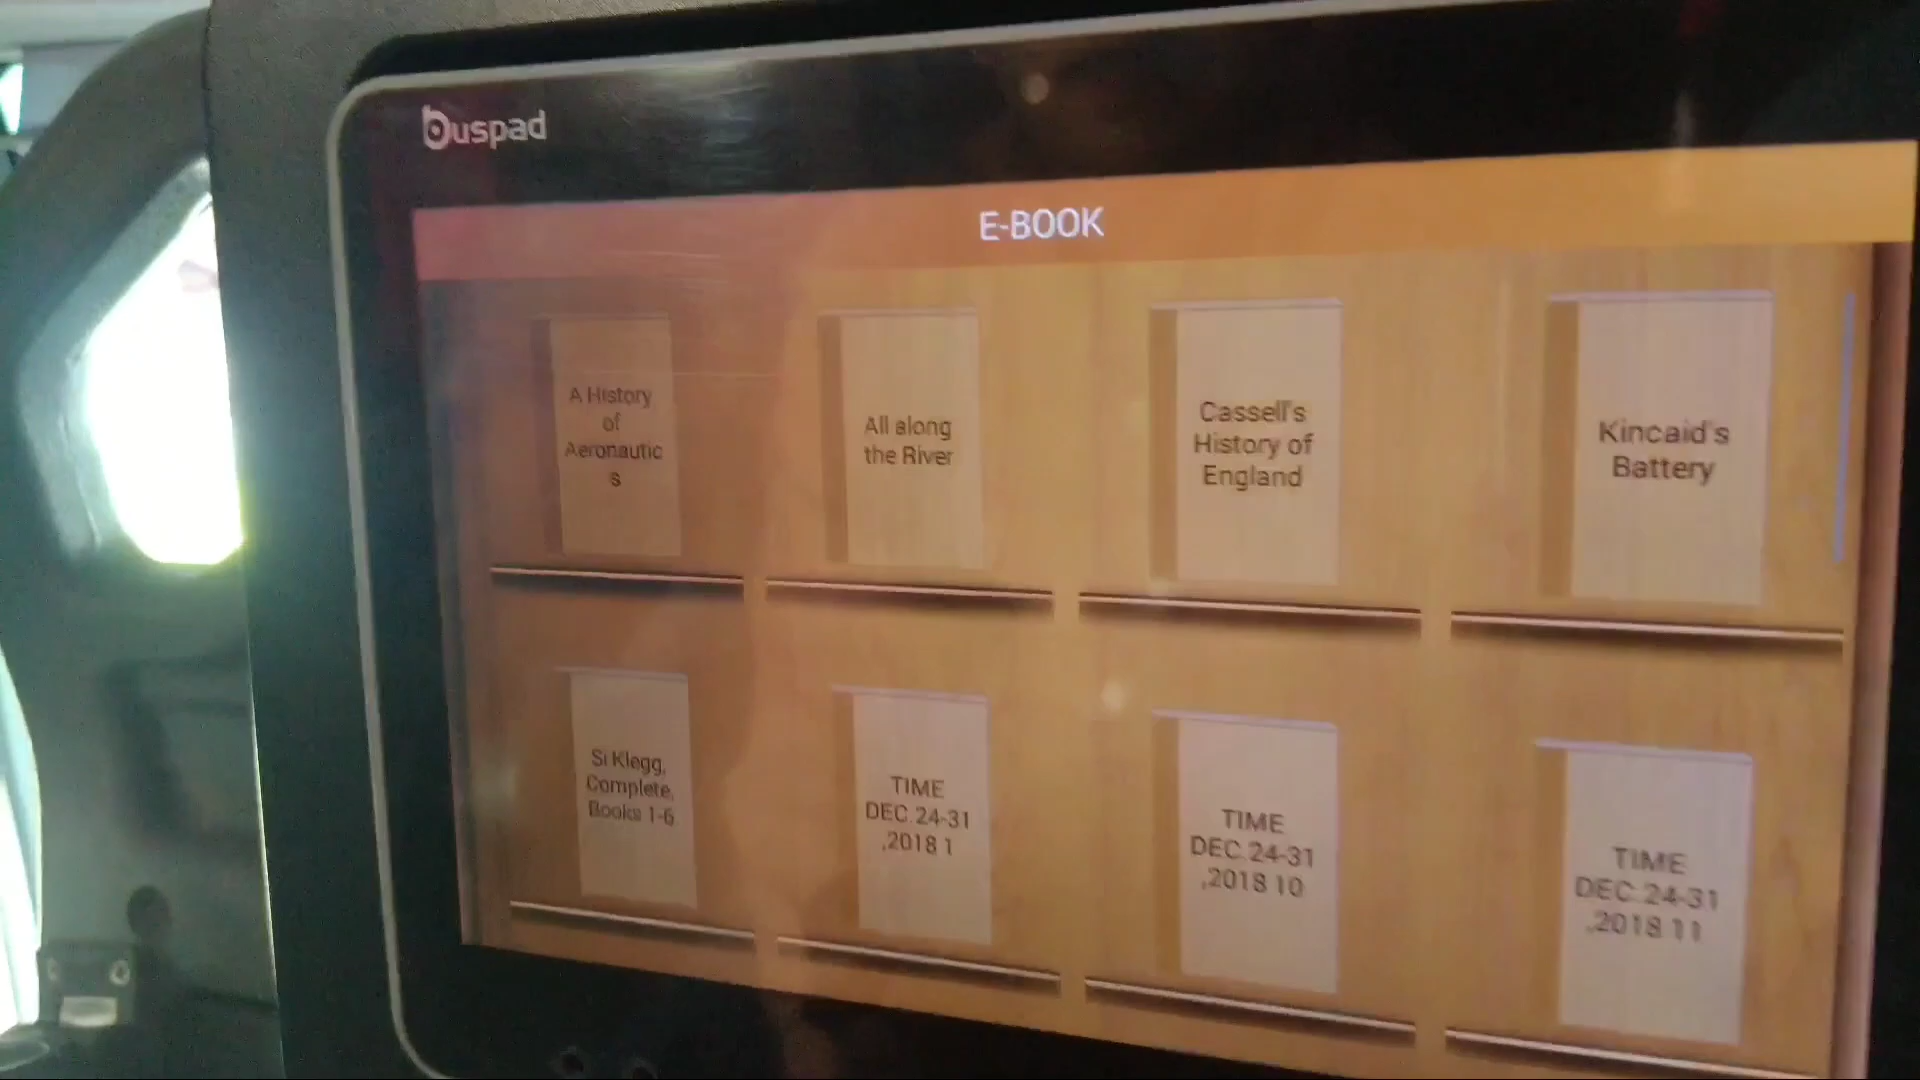 buspad
E-BOOK
A History
of
Aeronautic
s
All along
the River
Cassell's
History of
England
Kincaid's
Battery
Si Klegg,
Complete,
Books 1-6
TIME
DEC.24-31
,2018 1
TIME
DEC.24-31
,2018 10
TIME
DEC.24-31
,2018 11